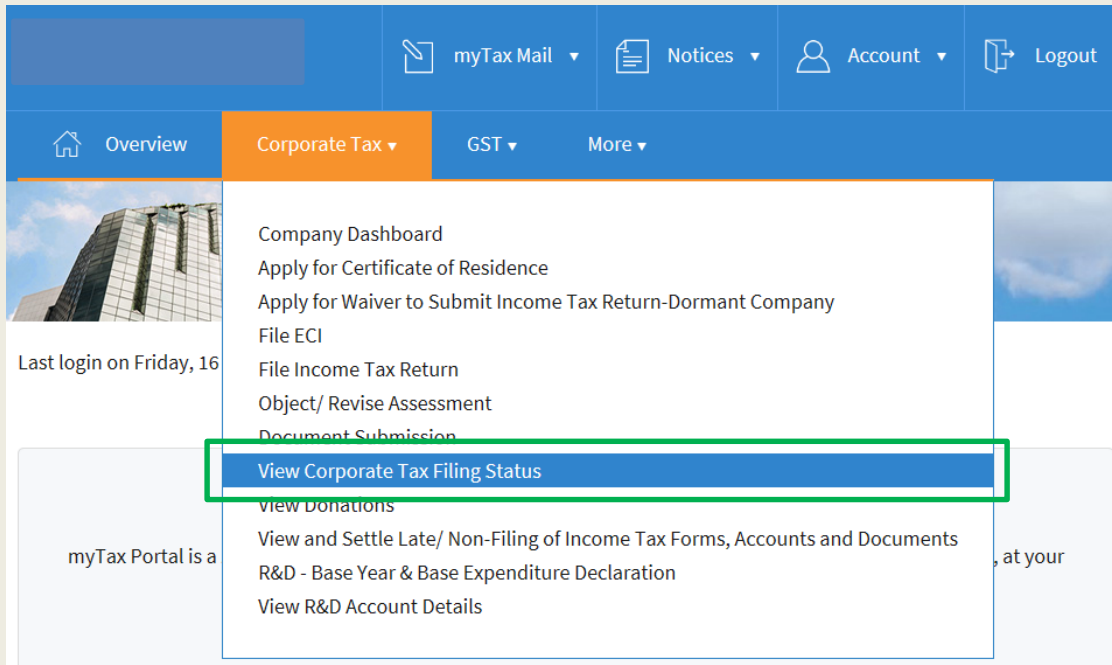 myTax Mail ▾ Notices ▾ Account ▾ Logout
Overview Corporate Tax ▾ GST ▾ More ▾
Company Dashboard
Apply for Certificate of Residence
Apply for Waiver to Submit Income Tax Return-Dormant Company
File ECI
Last login on Friday, 16
File Income Tax Return
Object/ Revise Assessment
Document Submission
View Corporate Tax Filing Status
View Donations
View and Settle Late/ Non-Filing of Income Tax Forms, Accounts and Documents
myTax Portal is a , at your
R&D - Base Year & Base Expenditure Declaration
View R&D Account Details